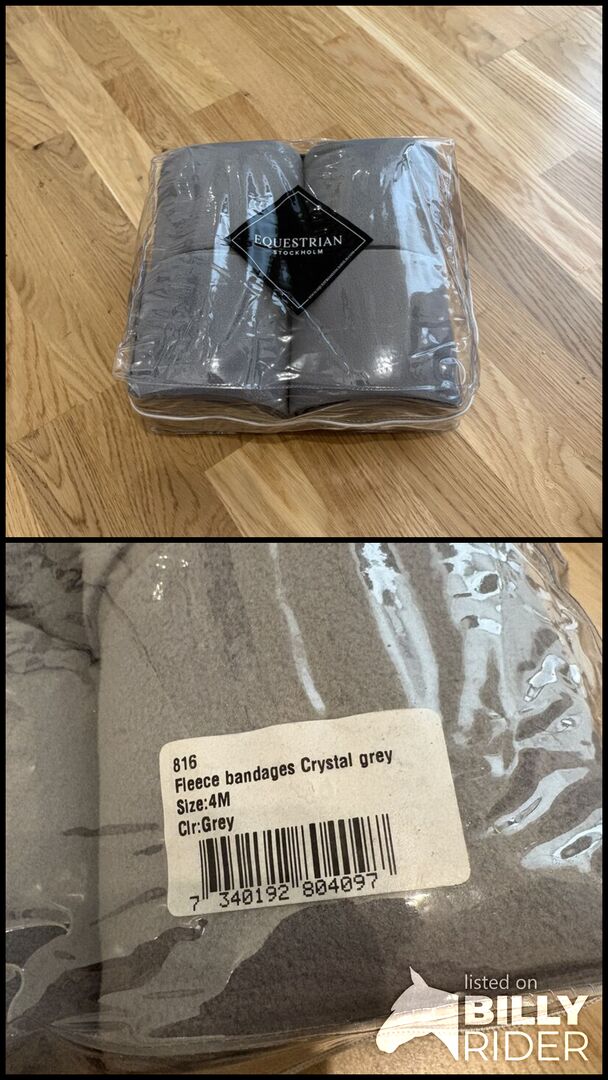 EQUESTRIAN
STOCKHOLM
816
Fleece bandages Crystal grey
Size:4M
Clr:Grey
7 340192 804097
listed on
BILLY
RIDER